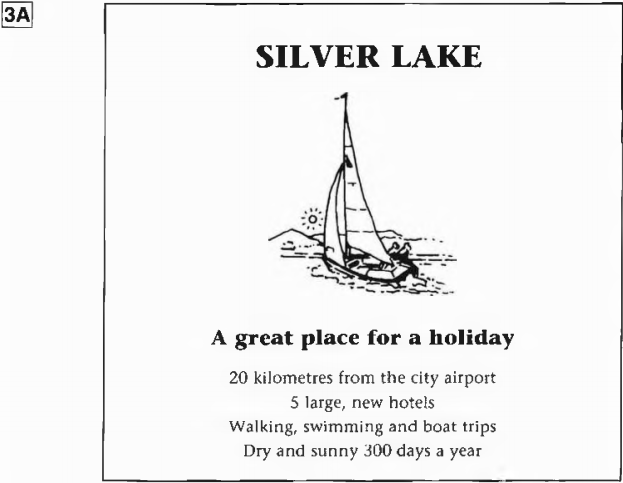 3A
SILVER LAKE
A great place for a holiday
20 kilometres from the city airport
5 large, new hotels
Walking, swimming and boat trips
Dry and sunny 300 days a year